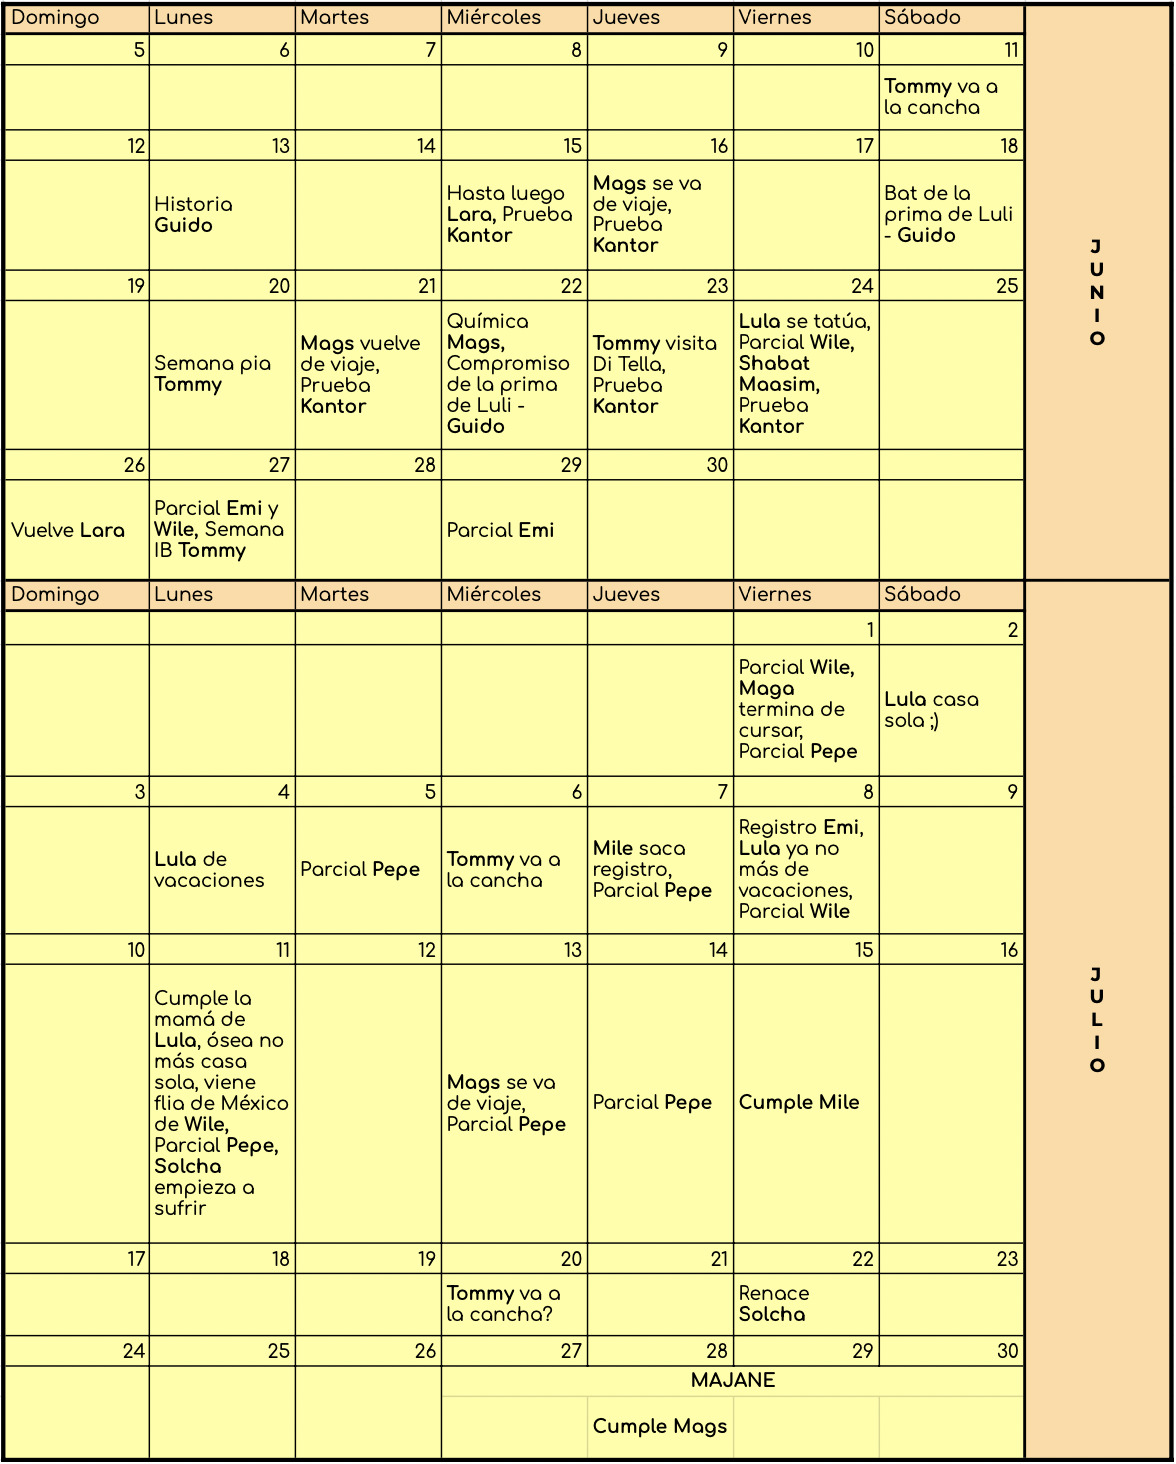 Domingo Lunes Martes Miércoles Jueves Viernes Sábado
5 6 7 8 9 10 11
Tommy va a
la cancha
12 13 14 15 16 17 18
Historia
Guido
Hasta luego
Lara, Prueba
Kantor
Mags se va
de viaje,
Prueba
Kantor
Bat de la
prima de Luli
- Guido
19 20 21 22 23 24 25
Semana pia
Tommy
Mags vuelve
de viaje,
Prueba
Kantor
Química
Mags,
Compromiso
de la prima
de Luli -
Guido
Tommy visita
Di Tella,
Prueba
Kantor
Lula se tatúa,
Parcial Wile,
Shabat
Maasim,
Prueba
Kantor
26 27 28 29 30
Vuelve Lara
Parcial Emi y
Wile, Semana
IB Tommy
Parcial Emi
JUNIO
Domingo Lunes Martes Miércoles Jueves Viernes Sábado
1 2
Parcial Wile,
Maga
termina de
cursar,
Parcial Pepe
Lula casa
sola ;)
3 4 5 6 7 8 9
Lula de
vacaciones
Parcial Pepe
Tommy va a
la cancha
Mile saca
registro,
Parcial Pepe
Registro Emi,
Lula ya no
más de
vacaciones,
Parcial Wile
10 11 12 13 14 15 16
Cumple la
mamá de
Lula, ósea no
más casa
sola, viene
flia de México
de Wile,
Parcial Pepe,
Solcha
empieza a
sufrir
Mags se va
de viaje,
Parcial Pepe
Parcial Pepe
Cumple Mile
17 18 19 20 21 22 23
Tommy va a
la cancha?
Renace
Solcha
24 25 26 27 28 29 30
MAJANE
Cumple Mags
JULIO